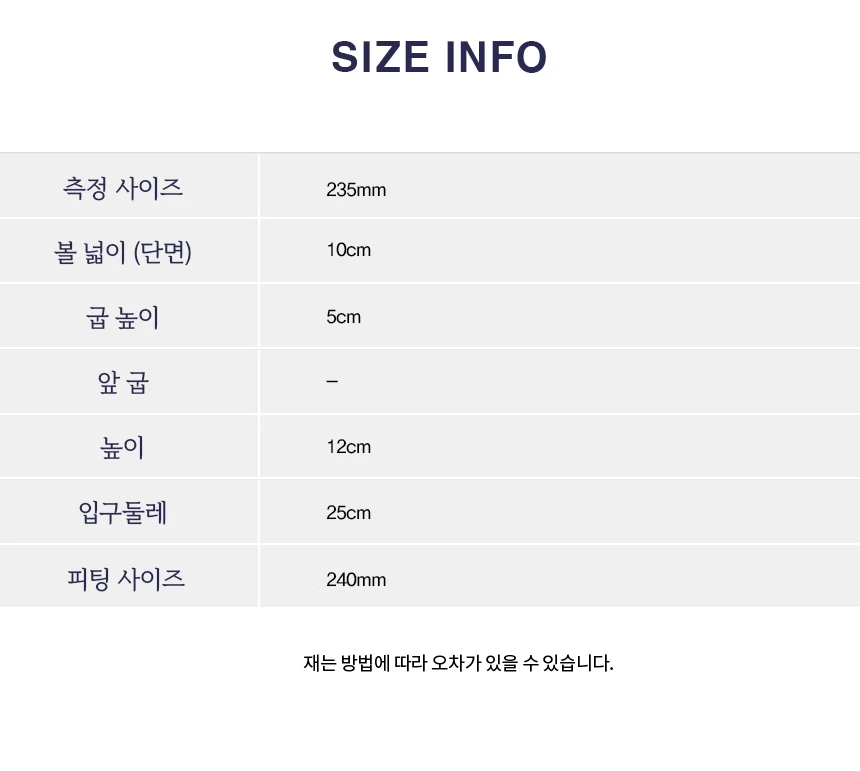 SIZE INFO
측정 사이즈 235mm
볼 넓이 (단면) 10cm
굽 높이 5cm
앞 굽 –
높이 12cm
입구둘레 25cm
피팅 사이즈 240mm
재는 방법에 따라 오차가 있을 수 있습니다.